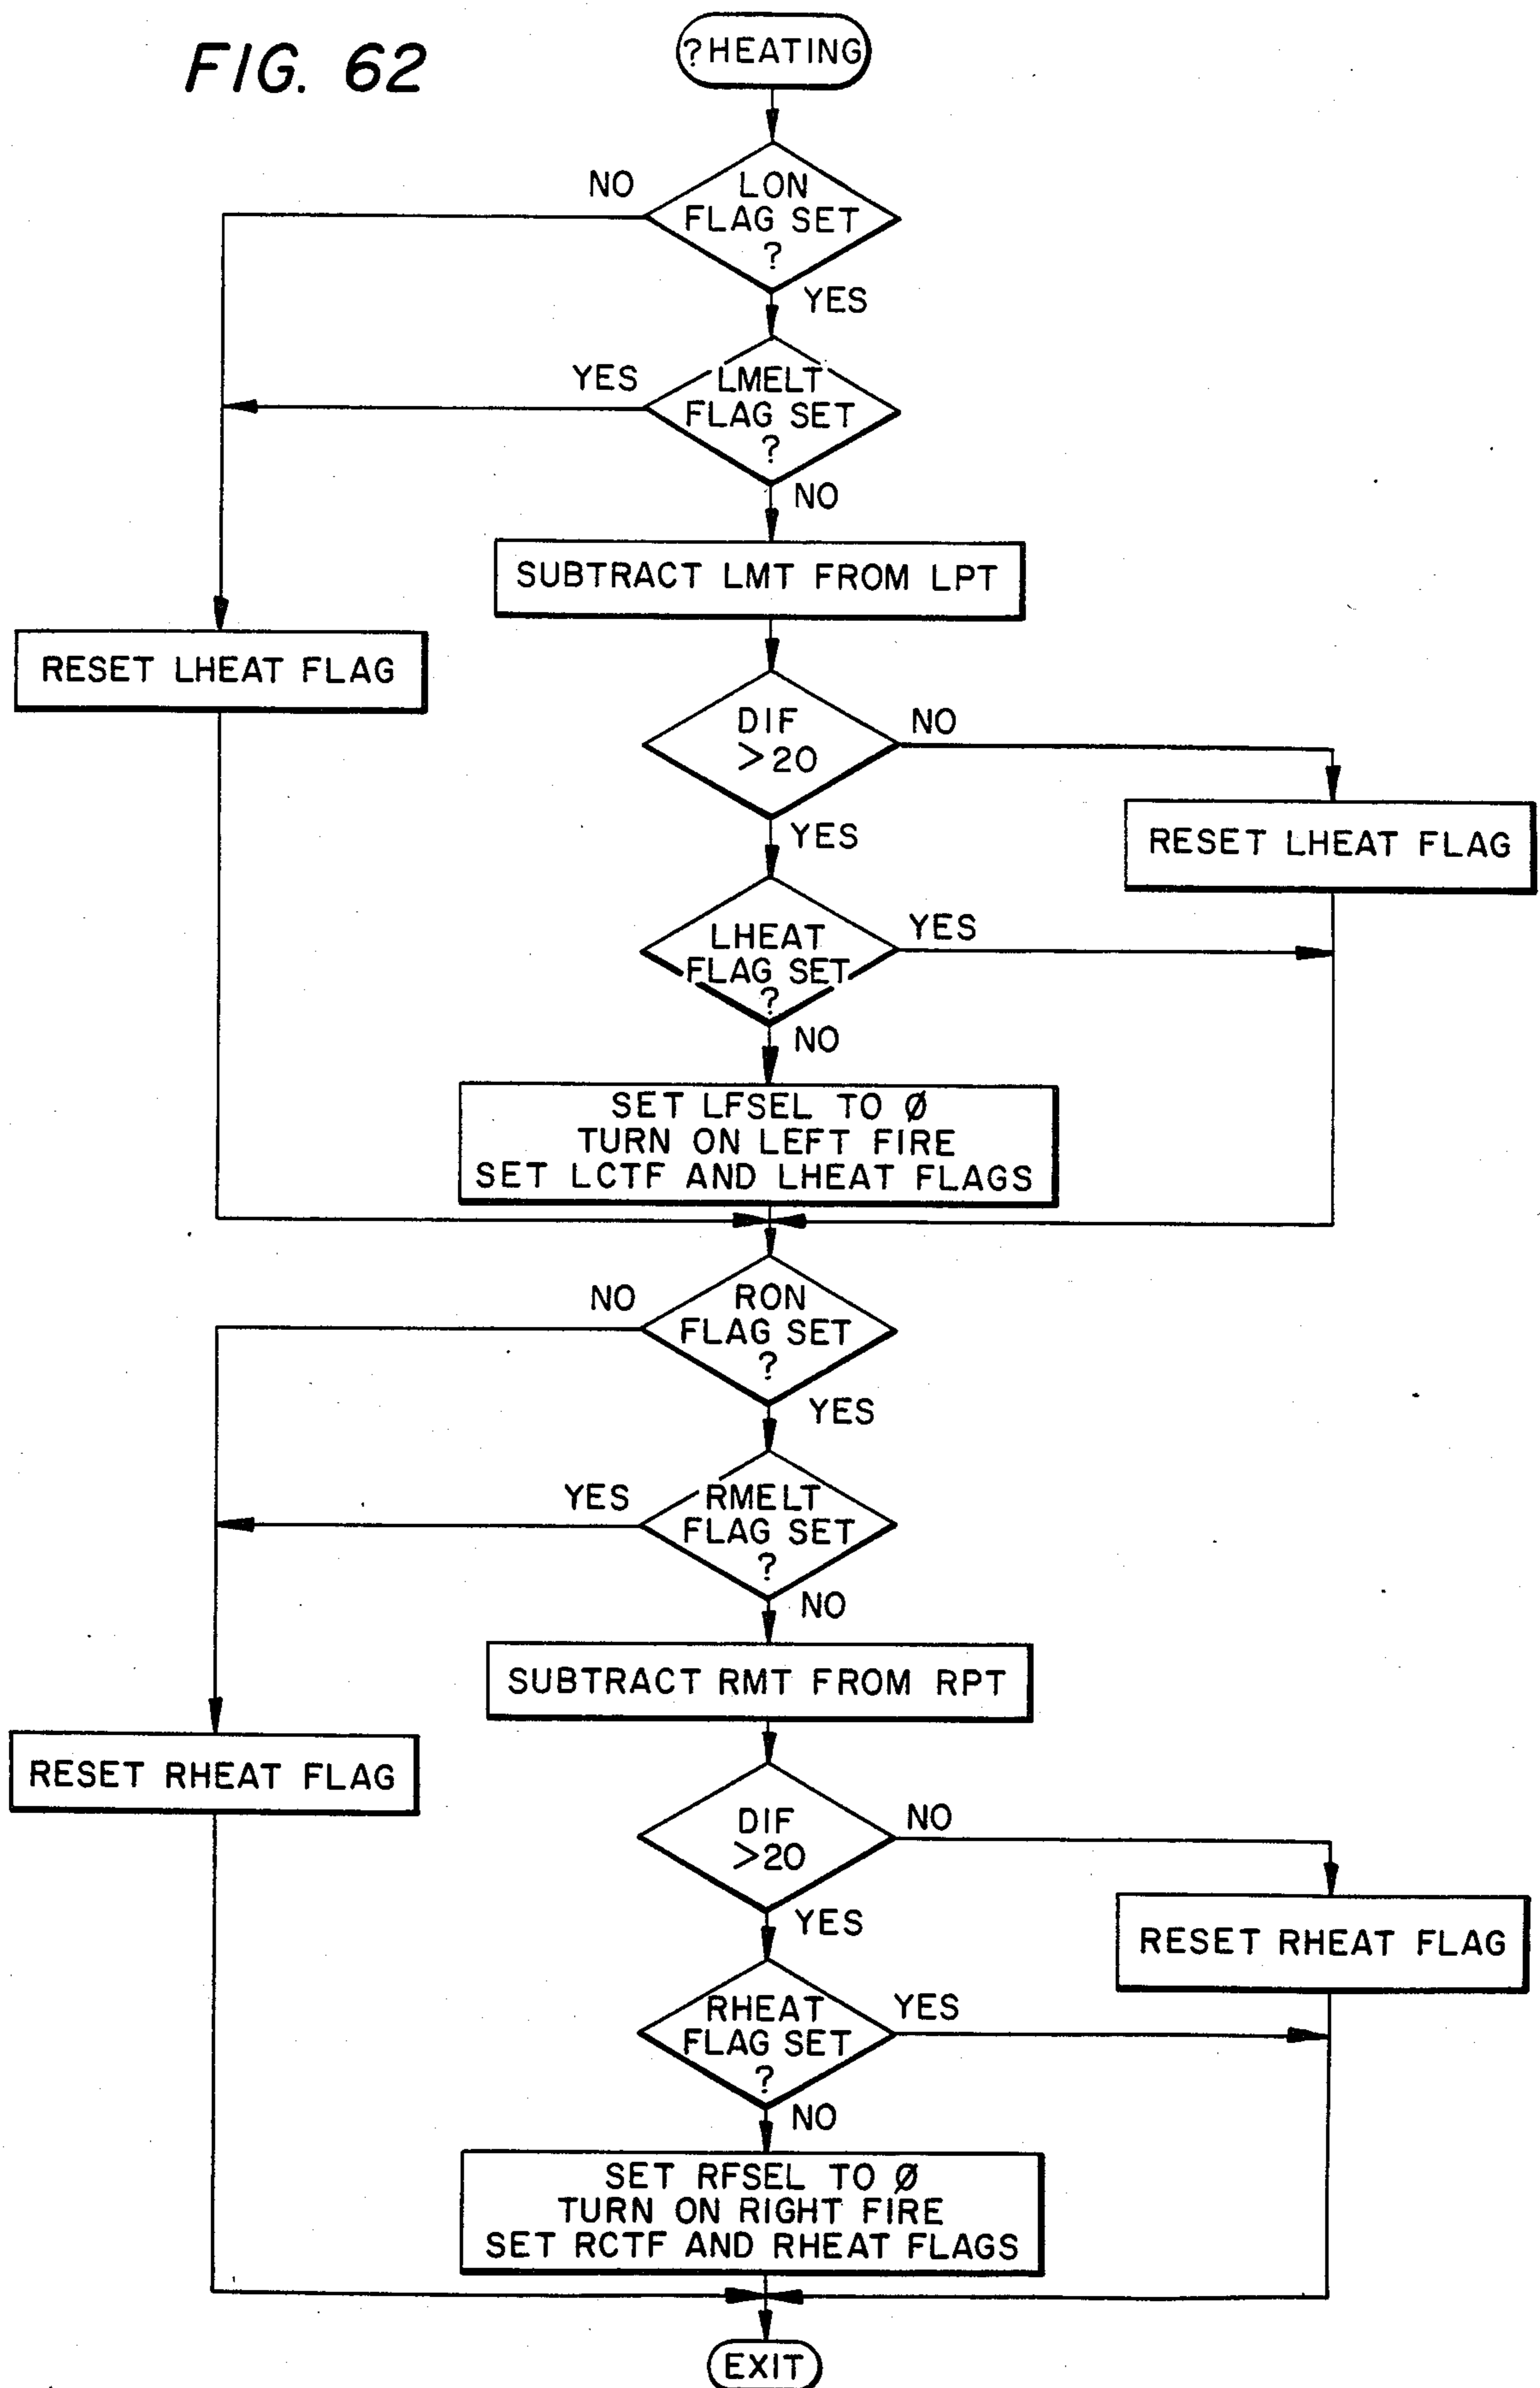 FIG. 62
?HEATING
NO
LON
FLAG SET
?
YES
YES
LMELT
FLAG SET
?
NO
SUBTRACT LMT FROM LPT
RESET LHEAT FLAG
DIF
>20
NO
YES
RESET LHEAT FLAG
LHEAT
FLAG SET
?
YES
NO
SET LFSEL TO Ø
TURN ON LEFT FIRE
SET LCTF AND LHEAT FLAGS
NO
RON
FLAG SET
?
YES
YES
RMELT
FLAG SET
?
NO
SUBTRACT RMT FROM RPT
RESET RHEAT FLAG
DIF
>20
NO
YES
RESET RHEAT FLAG
RHEAT
FLAG SET
?
YES
NO
SET RFSEL TO Ø
TURN ON RIGHT FIRE
SET RCTF AND RHEAT FLAGS
EXIT